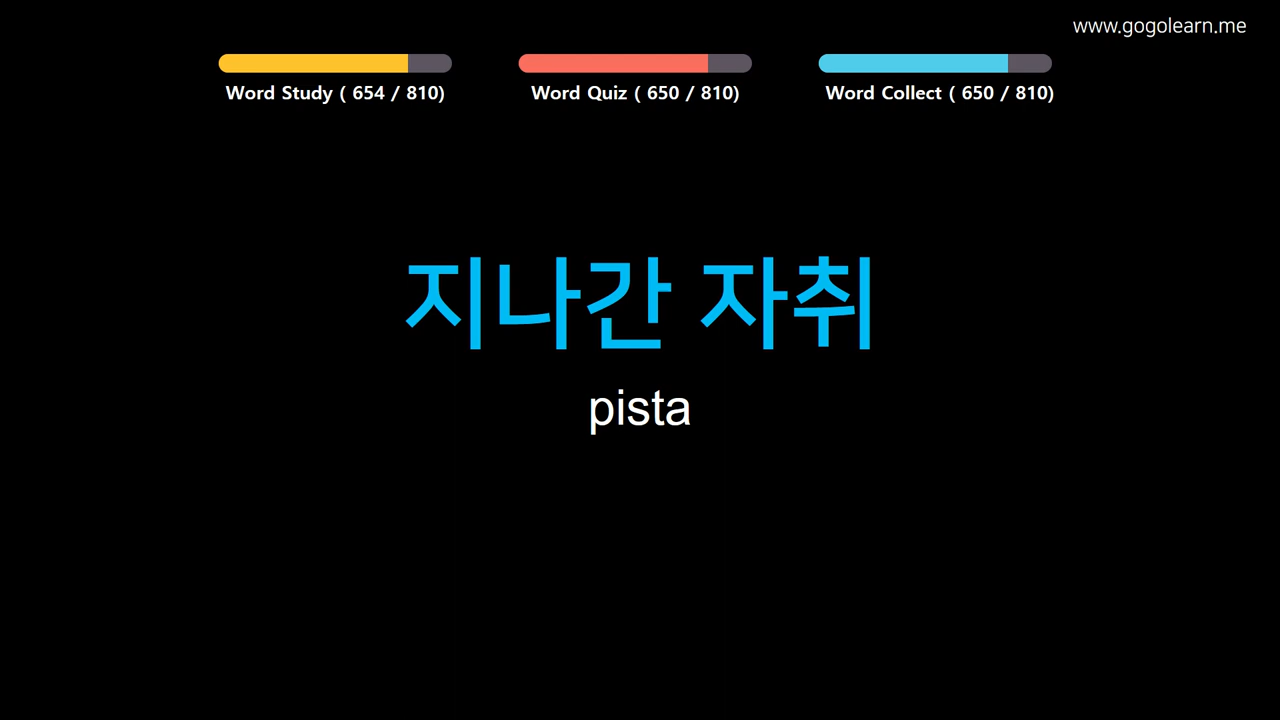 www.gogolearn.me
Word Study ( 654 / 810)
Word Quiz ( 650 / 810)
Word Collect ( 650 / 810)
지나간 자취
pista